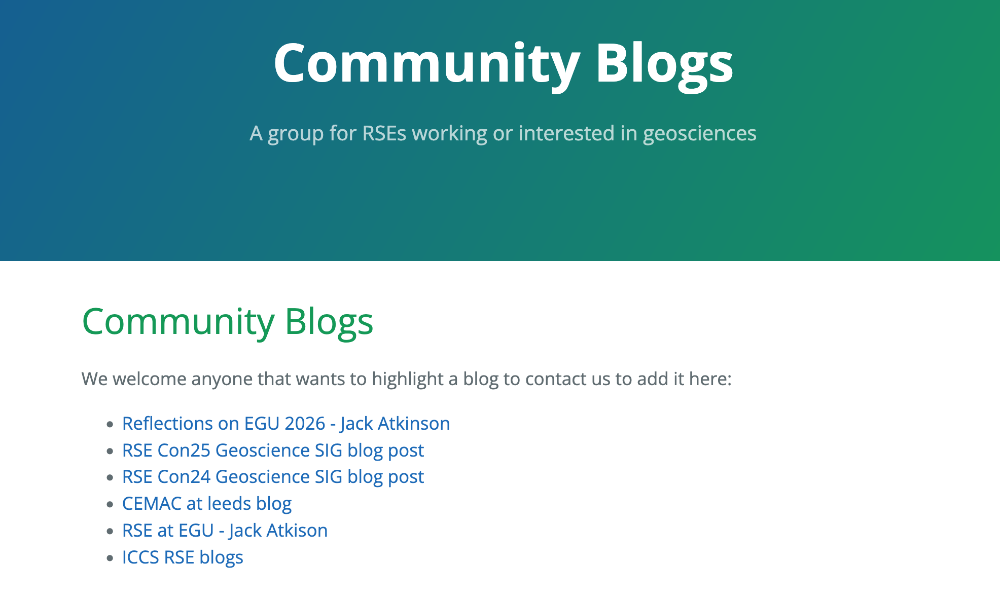 Community Blogs
A group for RSEs working or interested in geosciences
Community Blogs
We welcome anyone that wants to highlight a blog to contact us to add it here:
Reflections on EGU 2026 - Jack Atkinson
RSE Con25 Geoscience SIG blog post
RSE Con24 Geoscience SIG blog post
CEMAC at leeds blog
RSE at EGU - Jack Atkison
ICCS RSE blogs